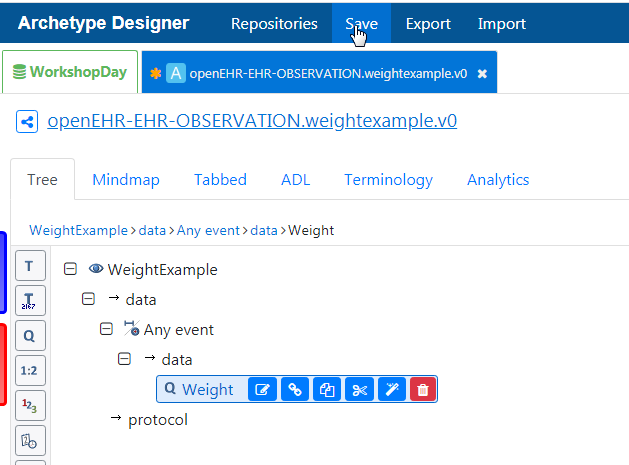 Archetype Designer Repositories Save Export Import
WorkshopDay A openEHR-EHR-OBSERVATION.weightexample.v0 ×
openEHR-EHR-OBSERVATION.weightexample.v0
Tree Mindmap Tabbed ADL Terminology Analytics
WeightExample>data>Any event>data>Weight
T
WeightExample
T
2167
data
Q
Any event
1:2
data
Q Weight
123
protocol